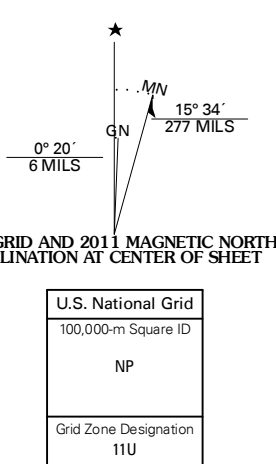 ★
MN
15° 34´
277 MILS
GN
0° 20´
6 MILS
GRID AND 2011 MAGNETIC NORTH
LINATION AT CENTER OF SHEET
U.S. National Grid
100,000-m Square ID
NP
Grid Zone Designation
11U